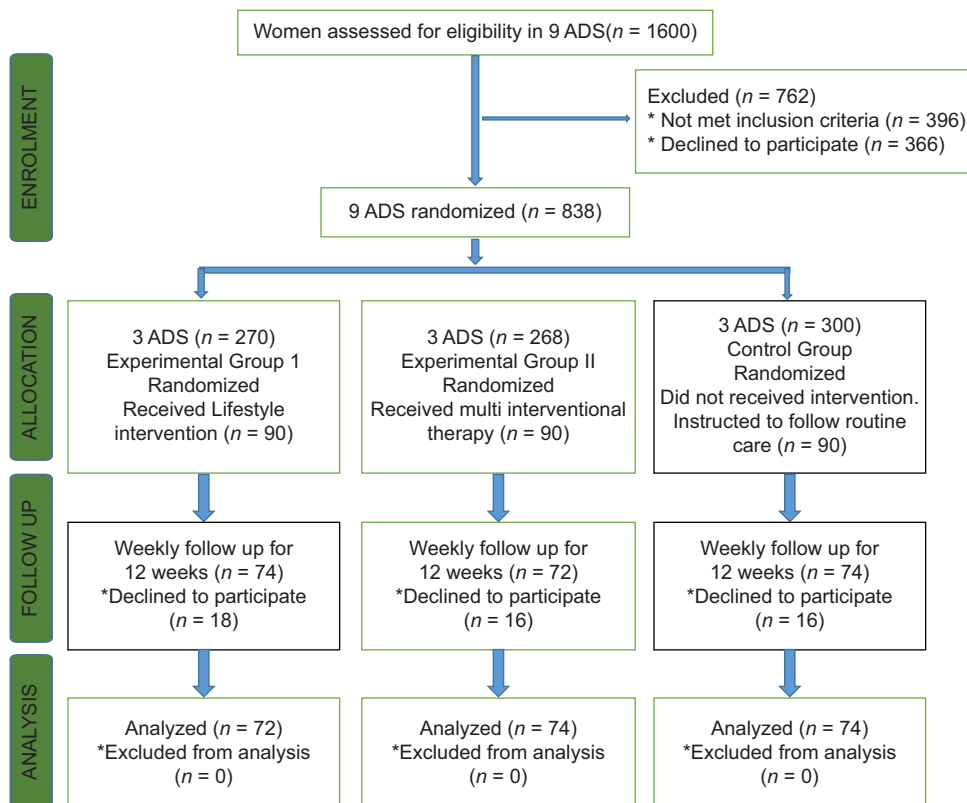 Women assessed for eligibility in 9 ADS(n = 1600)
ENROLMENT
Excluded (n = 762)
* Not met inclusion criteria (n = 396)
* Declined to participate (n = 366)
9 ADS randomized (n = 838)
ALLOCATION
3 ADS (n = 270)
Experimental Group 1
Randomized
Received Lifestyle
intervention (n = 90)
3 ADS (n = 268)
Experimental Group II
Randomized
Received multi interventional
therapy (n = 90)
3 ADS (n = 300)
Control Group
Randomized
Did not received intervention.
Instructed to follow routine
care (n = 90)
FOLLOW UP
Weekly follow up for
12 weeks (n = 74)
*Declined to participate
(n = 18)
Weekly follow up for
12 weeks (n = 72)
*Declined to participate
(n = 16)
Weekly follow up for
12 weeks (n = 74)
*Declined to participate
(n = 16)
ANALYSIS
Analyzed (n = 72)
*Excluded from analysis
(n = 0)
Analyzed (n = 74)
*Excluded from analysis
(n = 0)
Analyzed (n = 74)
*Excluded from analysis
(n = 0)